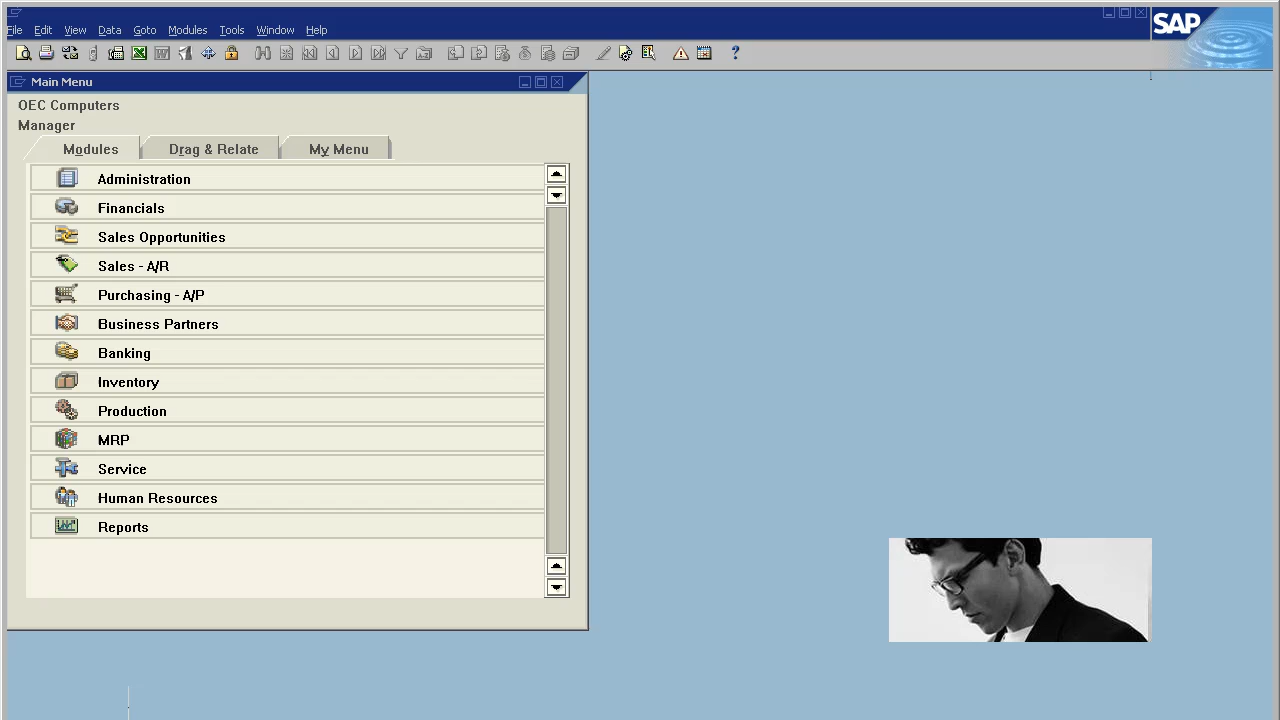 File Edit View Data Goto Modules Tools Window Help
SAP
Main Menu
OEC Computers
Manager
Modules Drag & Relate My Menu
Administration
Financials
Sales Opportunities
Sales - A/R
Purchasing - A/P
Business Partners
Banking
Inventory
Production
MRP
Service
Human Resources
Reports